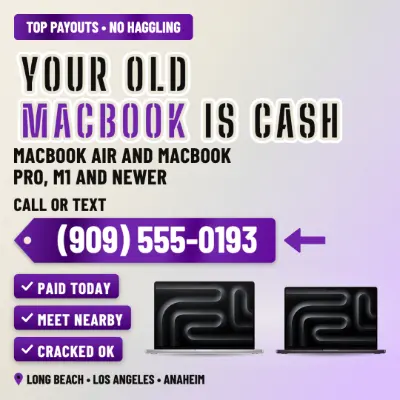 TOP PAYOUTS • NO HAGGLING
YOUR OLD
MACBOOK IS CASH
MACBOOK AIR AND MACBOOK
PRO, M1 AND NEWER
CALL OR TEXT
(909) 555-0193
PAID TODAY
MEET NEARBY
CRACKED OK
LONG BEACH • LOS ANGELES • ANAHEIM